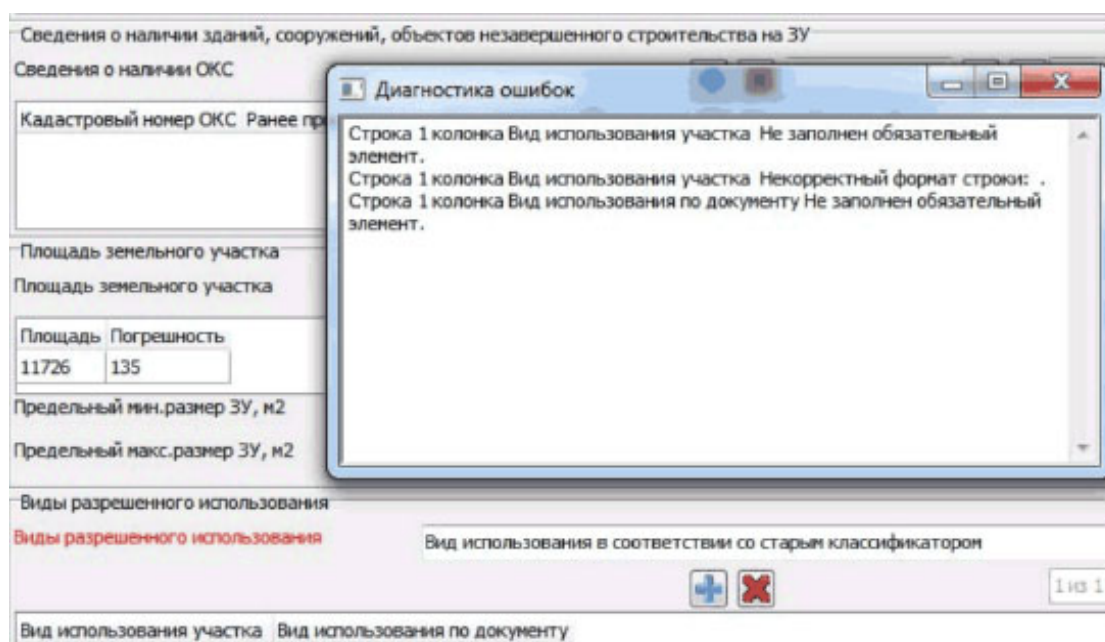 Сведения о наличии зданий, сооружений, объектов незавершенного строительства на ЗУ
Сведения о наличии ОКС
Диагностика ошибок
Кадастровый номер ОКС Ранее
Строка 1 колонка Вид использования участка Не заполнен обязательный
элемент.
Строка 1 колонка Вид использования участка Некорректный формат строки: .
Строка 1 колонка Вид использования по документу Не заполнен обязательный
элемент.
Площадь земельного участка
Площадь земельного участка
Площадь Погрешность
11726 135
Предельный мин.размер ЗУ, м2
Предельный макс.размер ЗУ, м2
Виды разрешенного использования
Виды разрешенного использования Вид использования в соответствии со старым классификатором
1 из 1
Вид использования участка Вид использования по документу